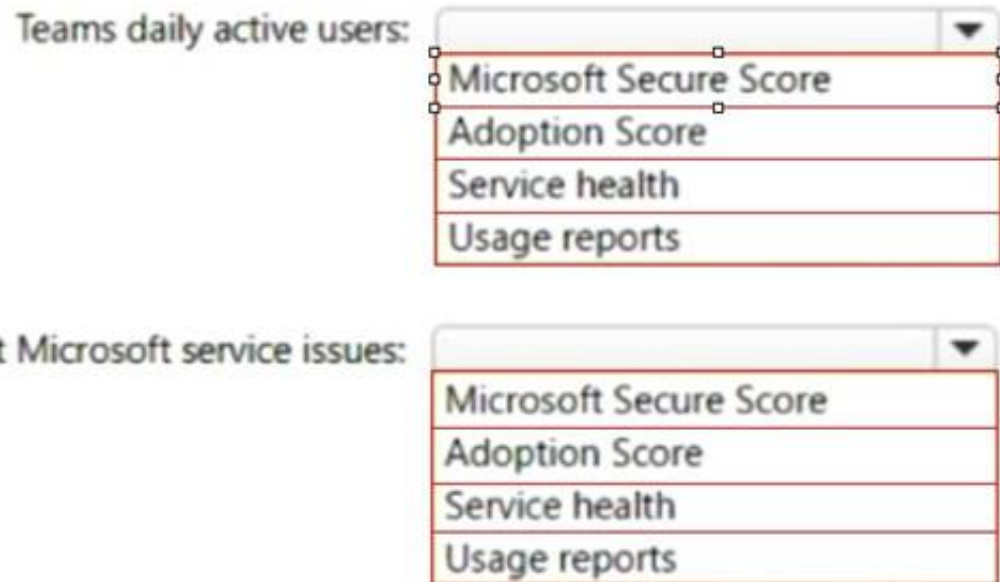 Teams daily active users:
Microsoft Secure Score
Adoption Score
Service health
Usage reports
t Microsoft service issues:
Microsoft Secure Score
Adoption Score
Service health
Usage reports